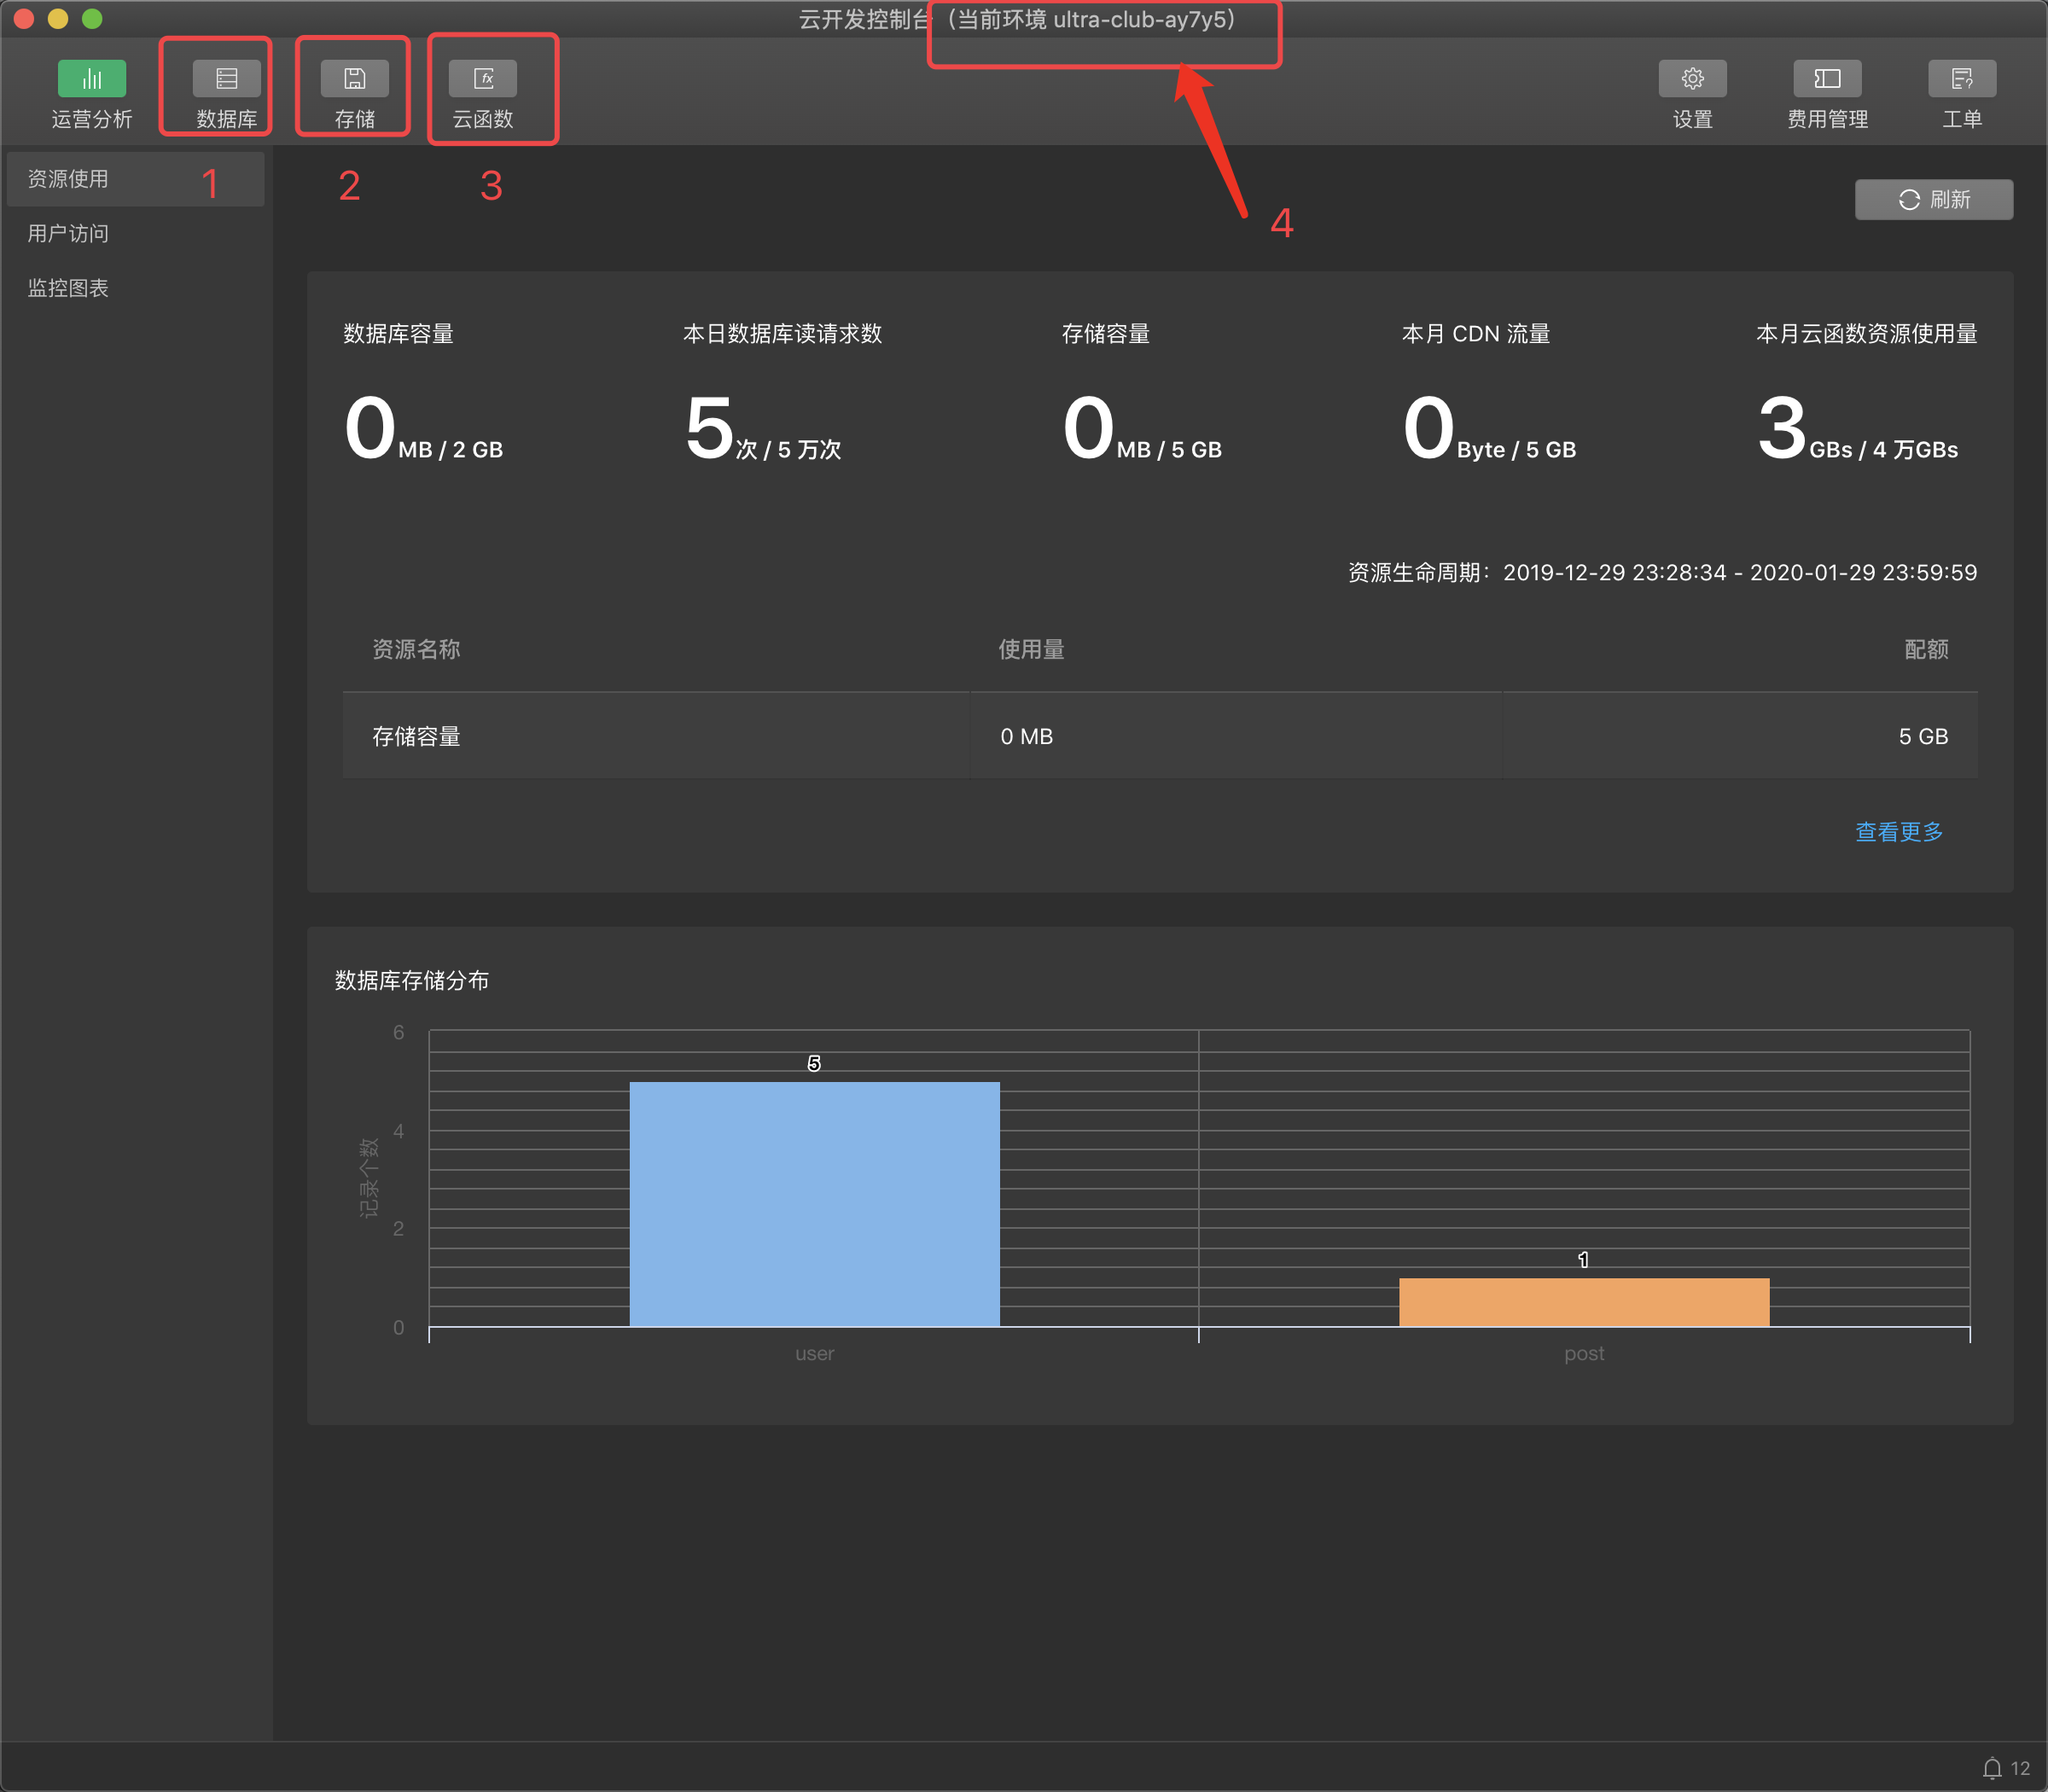 云开发控制台（当前环境 ultra-club-ay7y5）
运营分析 数据库 存储 云函数 设置 费用管理 工单
资源使用 1 2 3
4
刷新
用户访问
监控图表
数据库容量 本日数据库读请求数 存储容量 本月 CDN 流量 本月云函数资源使用量
0 MB / 2 GB 5 次 / 5 万次 0 MB / 5 GB 0 Byte / 5 GB 3 GBs / 4 万GBs
资源生命周期：2019-12-29 23:28:34 - 2020-01-29 23:59:59
资源名称 使用量 配额
存储容量 0 MB 5 GB
查看更多
数据库存储分布
6
5
4
记录个数
2
1
0
user post
12